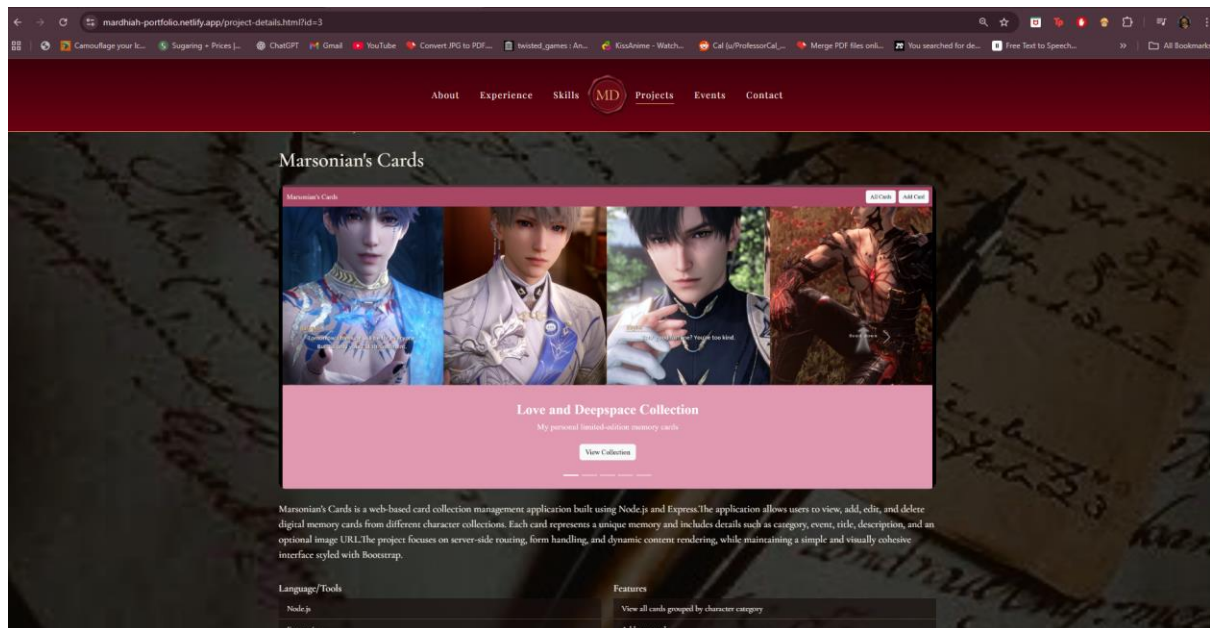 mardhiah-portfolio.netlify.app/project-details.html?id=3
Camouflage your Ic... Sugaring + Prices |... ChatGPT Gmail YouTube Convert JPG to PDF... twisted_games : An... KissAnime - Watch... Cal (u/ProfessorCal_... Merge PDF files onli... You searched for de... Free Text to Speech... » All Bookmarks
About Experience Skills MD Projects Events Contact
Marsonian's Cards
Marsonian's Cards All Cards Add Card
You're too kind.
Love and Deepspace Collection
My personal limited-edition memory cards
View Collection
Marsonian's Cards is a web-based card collection management application built using Node.js and Express.The application allows users to view, add, edit, and delete
digital memory cards from different character collections. Each card represents a unique memory and includes details such as category, event, title, description, and an
optional image URL.The project focuses on server-side routing, form handling, and dynamic content rendering, while maintaining a simple and visually cohesive
interface styled with Bootstrap.
Language/Tools Features
Node.js View all cards grouped by character category